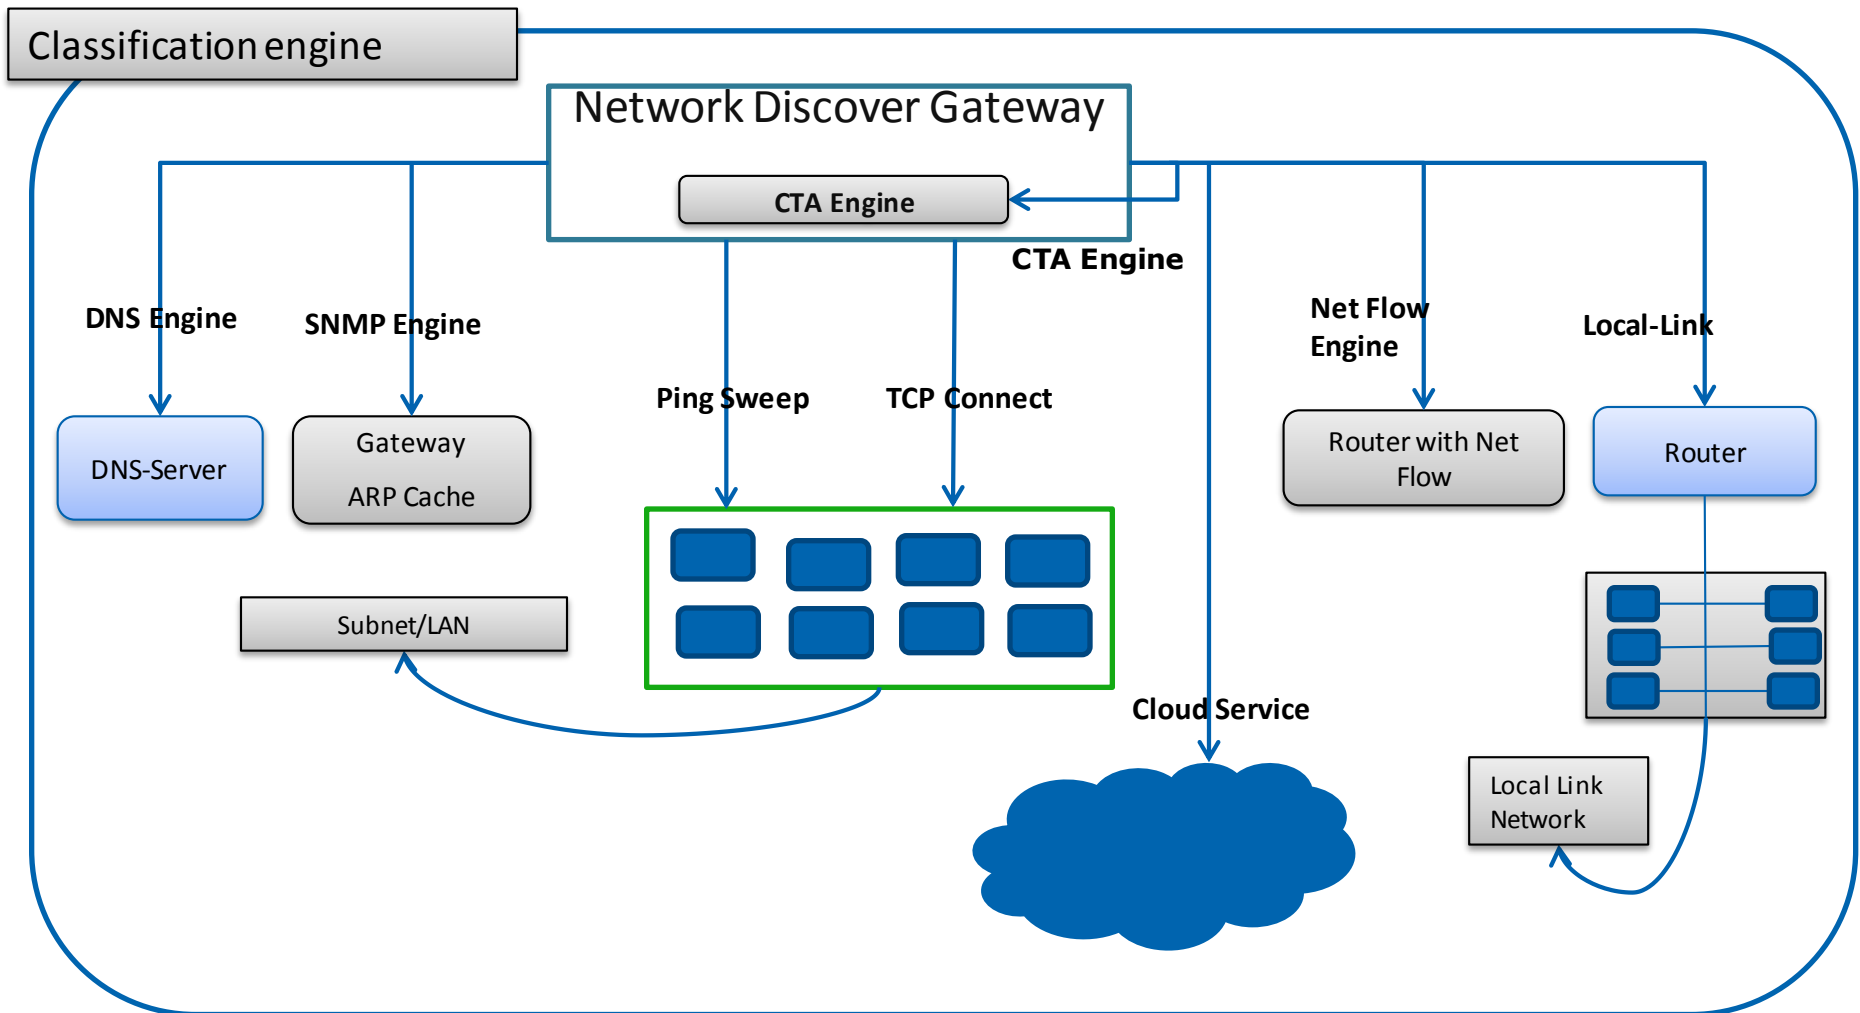 Classification engine
Network Discover Gateway
CTA Engine
CTA Engine
DNS Engine
SNMP Engine
Net Flow
Engine
Local-Link
Ping Sweep
TCP Connect
DNS-Server
Gateway
ARP Cache
Router with Net
Flow
Router
Subnet/LAN
Cloud Service
Local Link
Network